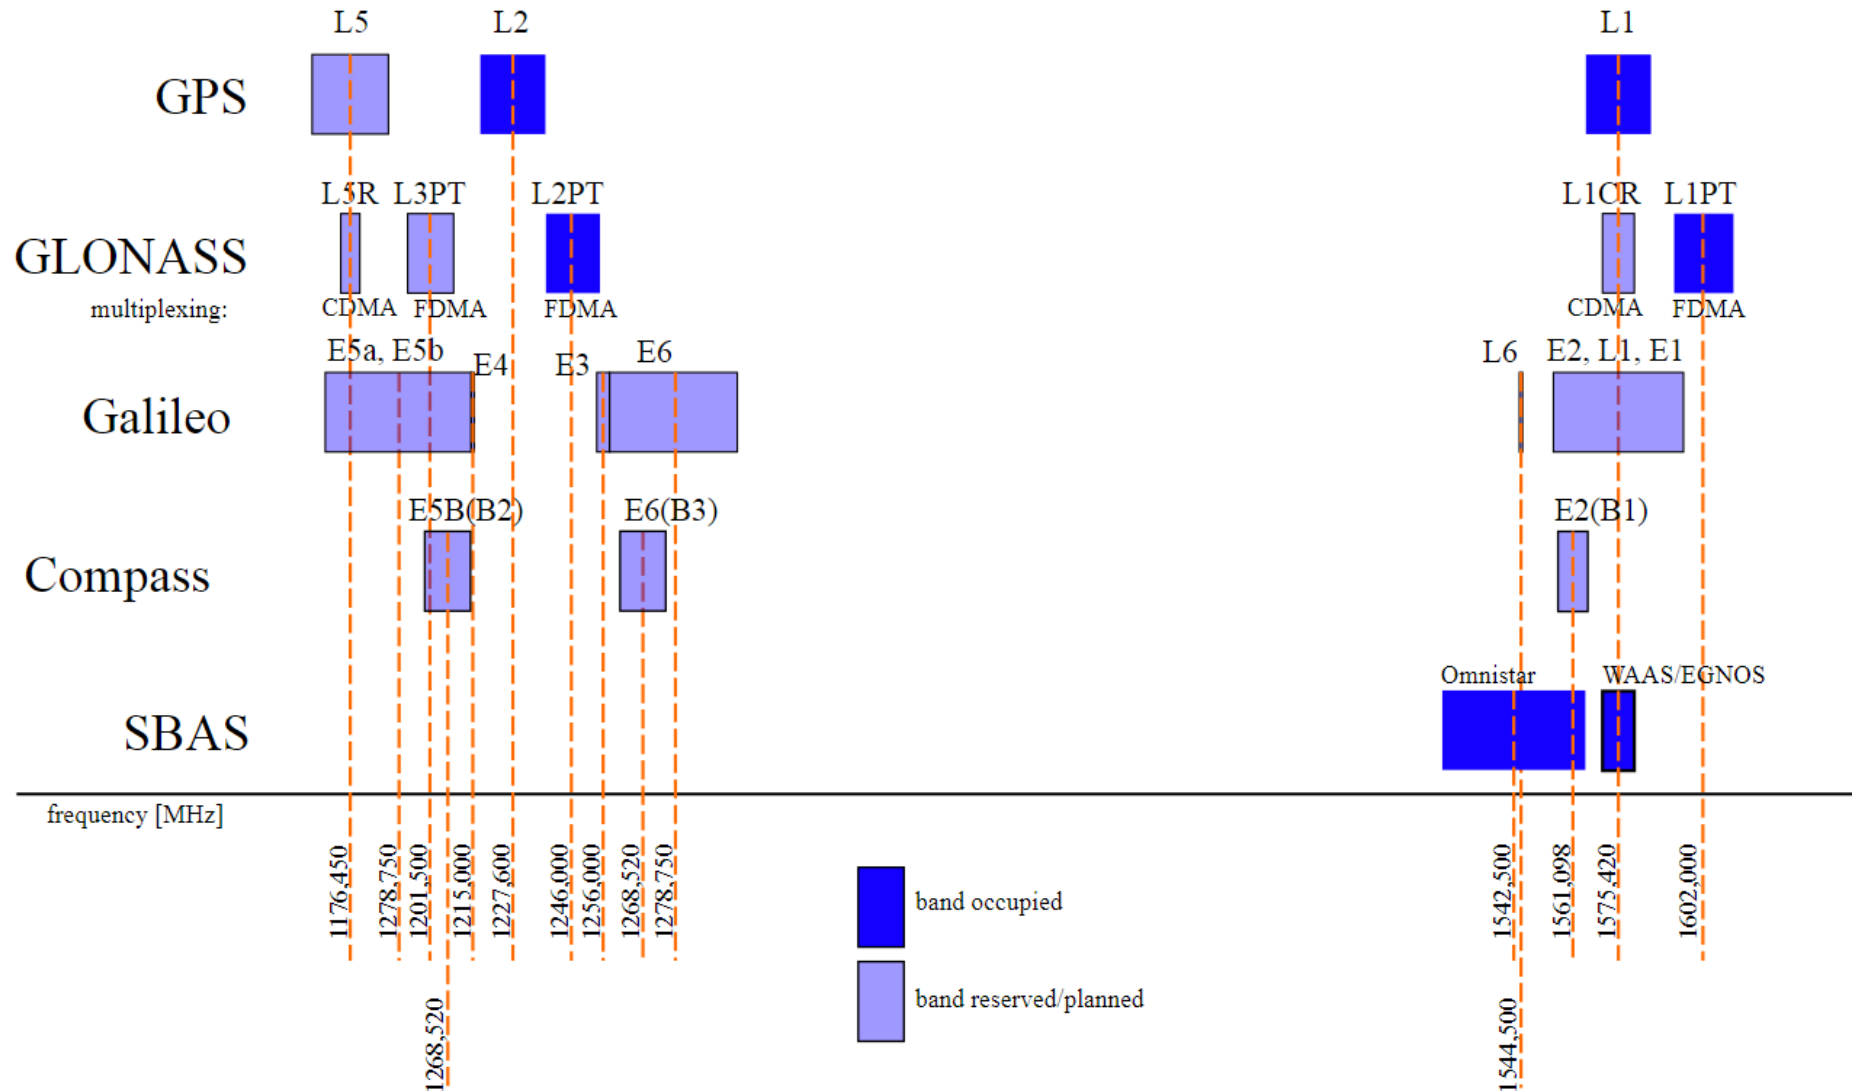 L5 L2 L1
GPS
L5R L3PT L2PT L1CR L1PT
GLONASS
multiplexing: CDMA FDMA FDMA CDMA FDMA
E5a, E5b E4 E3 E6 L6 E2, L1, E1
Galileo
E5B(B2) E6(B3) E2(B1)
Compass
Omnistar WAAS/EGNOS
SBAS
frequency [MHz]
1176,450 1278,750 1201,500 1215,000 1227,600 1246,000 1256,000 1268,520 1278,750 1542,500 1561,098 1575,420 1602,000
band occupied
band reserved/planned
1268,520 1544,500